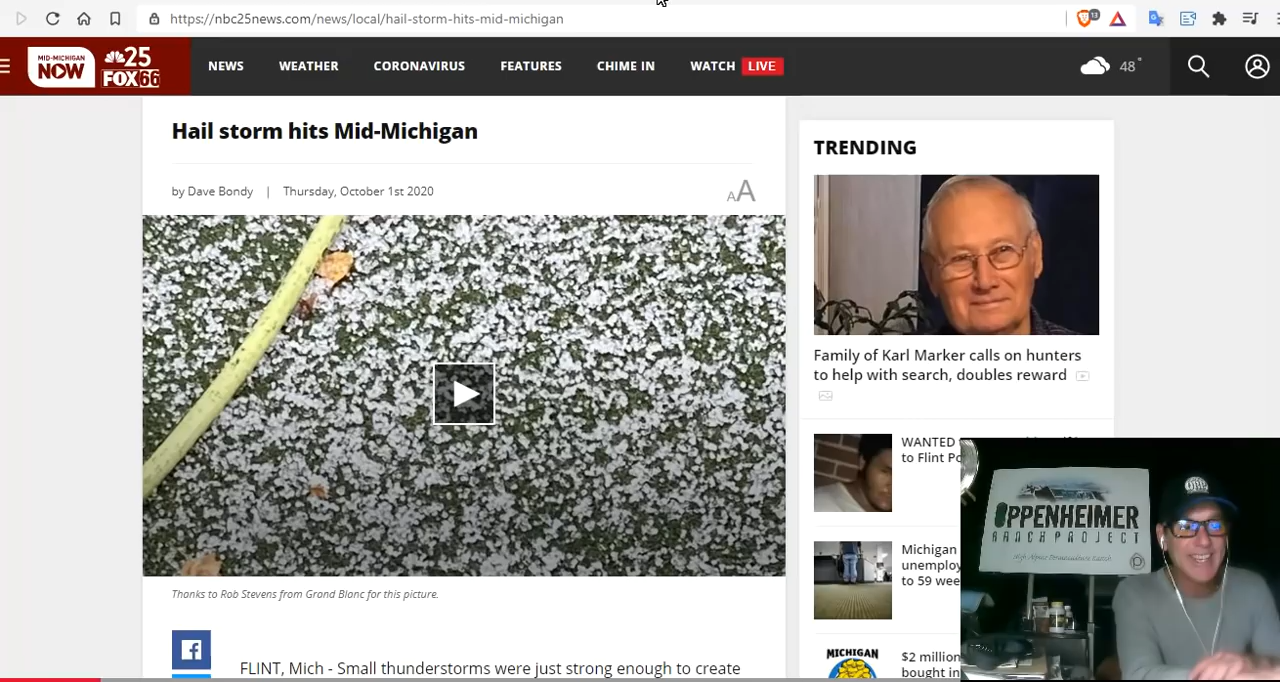 https://nbc25news.com/news/local/hail-storm-hits-mid-michigan
13
MID-MICHIGAN
NOW
25
FOX66
NEWS
WEATHER
CORONAVIRUS
FEATURES
CHIME IN
WATCH LIVE
48°
Hail storm hits Mid-Michigan
by Dave Bondy | Thursday, October 1st 2020
AA
Thanks to Rob Stevens from Grand Blanc for this picture.
FLINT, Mich - Small thunderstorms were just strong enough to create
TRENDING
Family of Karl Marker calls on hunters
to help with search, doubles reward
WANTED
to Flint Po
Michigan
unemploy
to 59 wee
MICHIGAN
$2 million
bought in
OPPENHEIMER
RANCH PROJECT